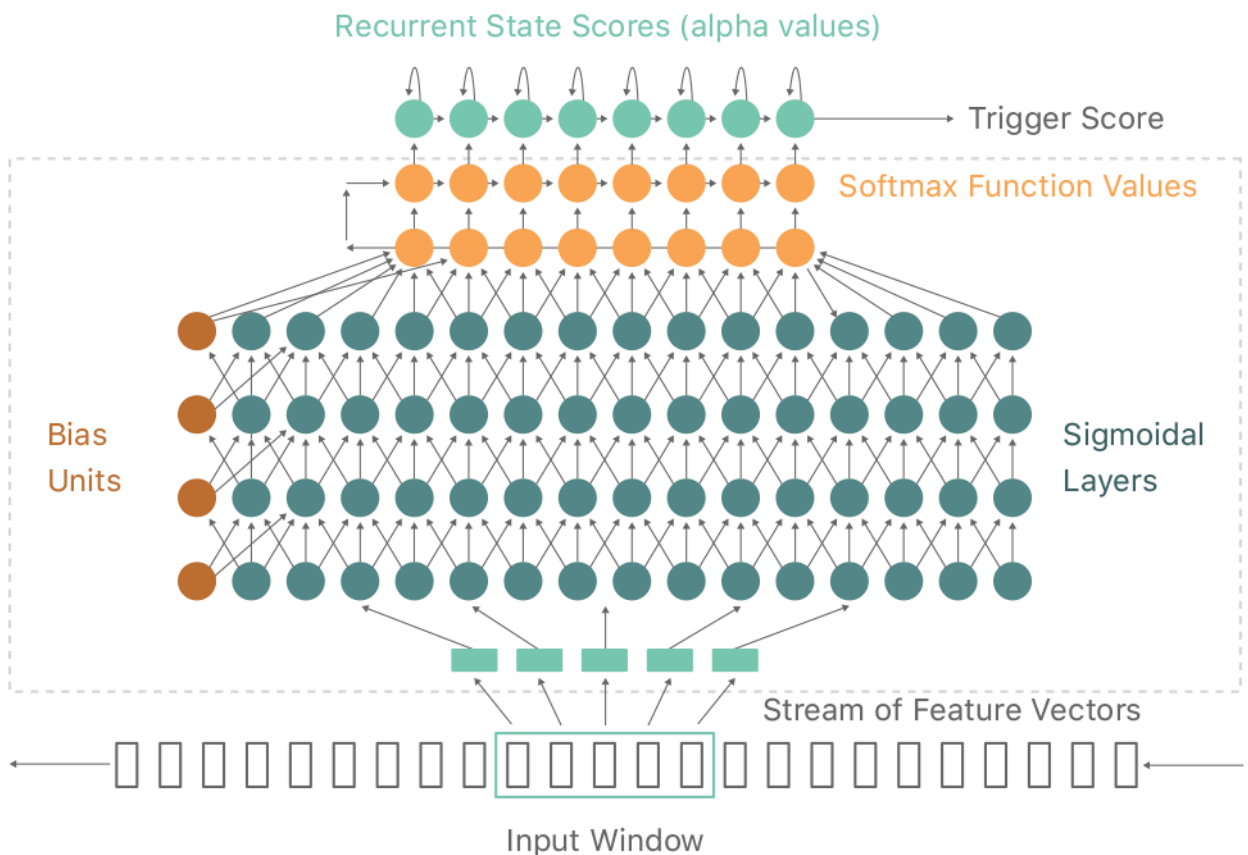 Recurrent State Scores (alpha values)
Trigger Score
Softmax Function Values
Bias
Units
Sigmoidal
Layers
Stream of Feature Vectors
Input Window